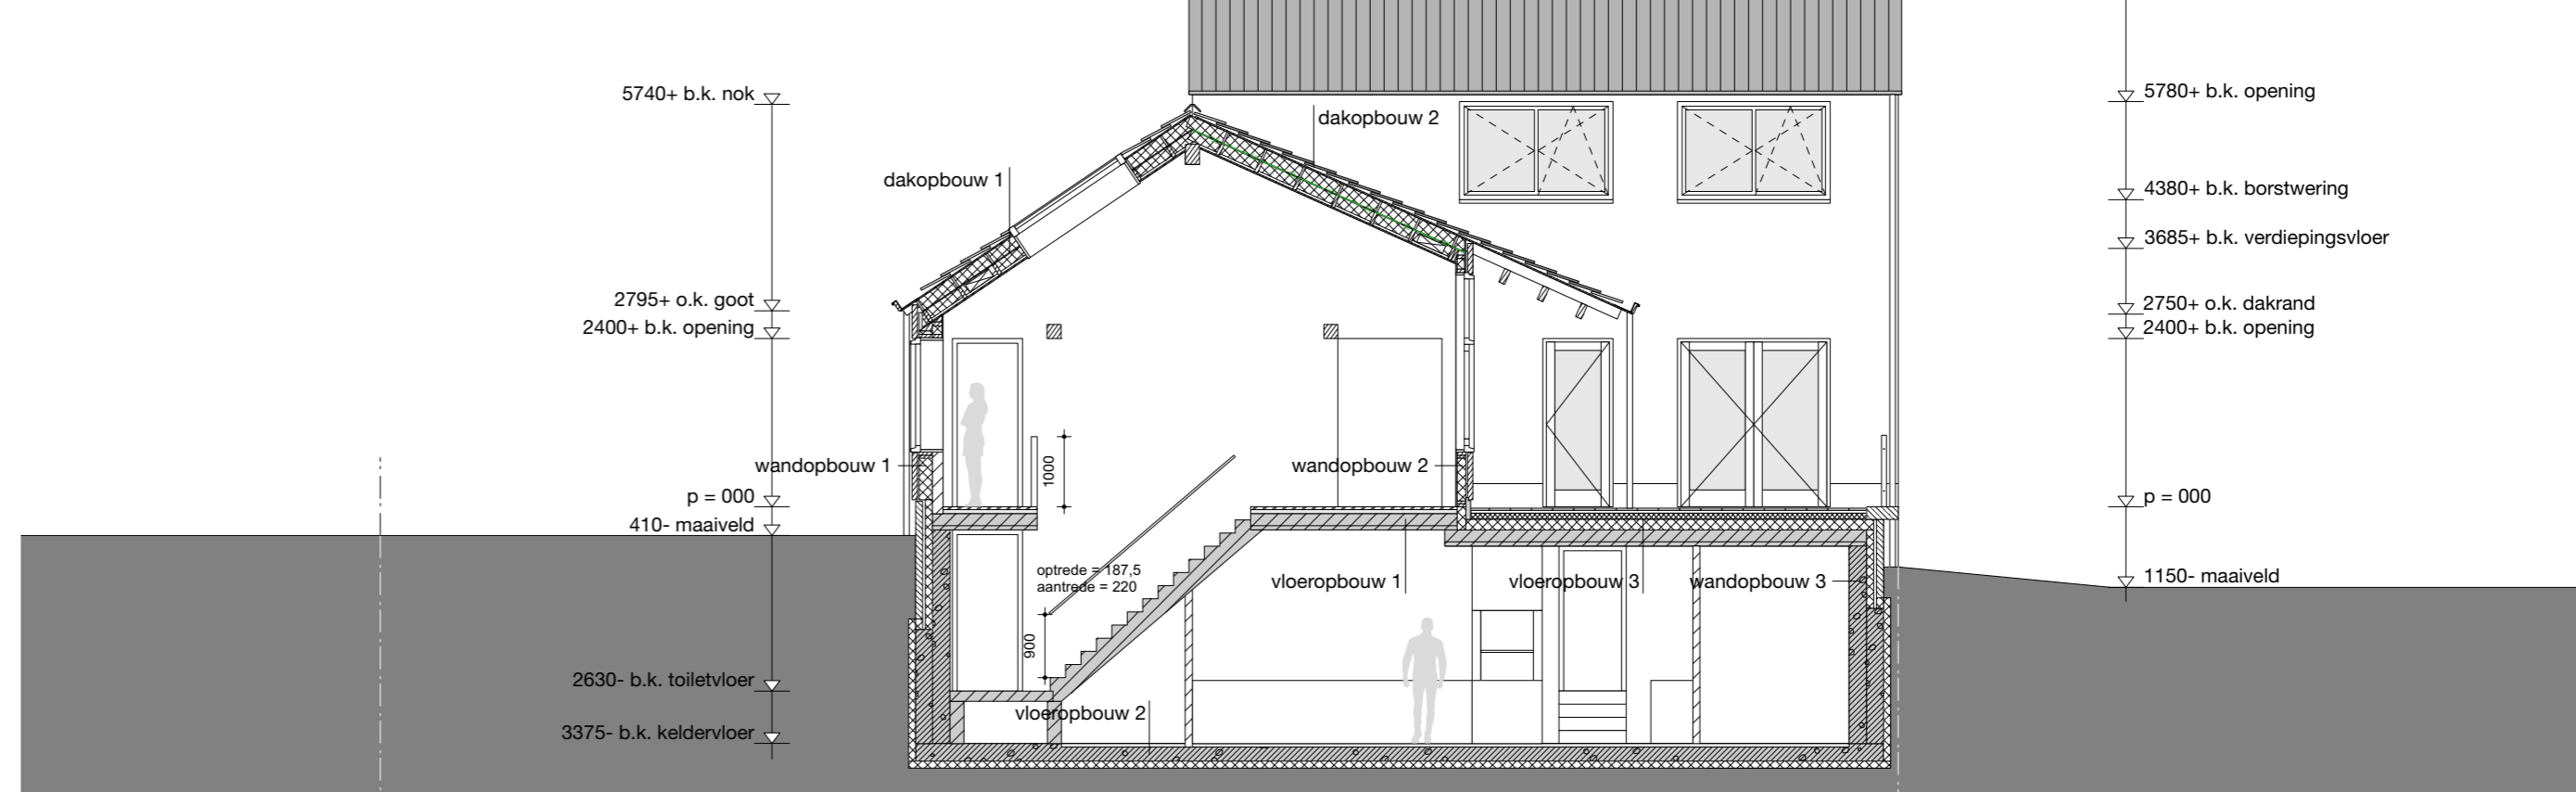 5740+ b.k. nok
5780+ b.k. opening
dakopbouw 2
dakopbouw 1
4380+ b.k. borstwering
3685+ b.k. verdiepingsvloer
2795+ o.k. goot
2750+ o.k. dakrand
2400+ b.k. opening
2400+ b.k. opening
wandopbouw 1
1000
wandopbouw 2
p = 000
p = 000
410- maaiveld
optrede = 187,5
aantrede = 220
vloeropbouw 1
vloeropbouw 3
wandopbouw 3
1150- maaiveld
900
2630- b.k. toiletvloer
vloeropbouw 2
3375- b.k. keldervloer